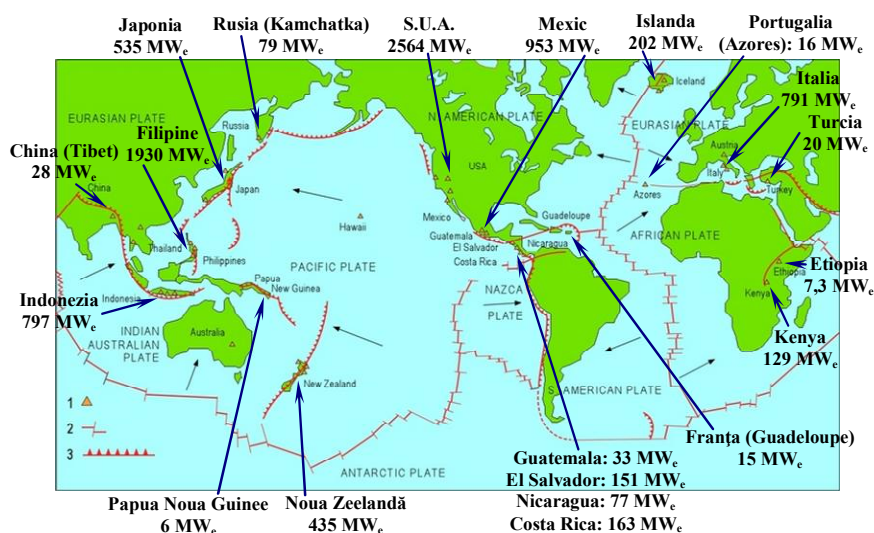 Japonia
535 MWe
Rusia (Kamchatka)
79 MWe
S.U.A.
2564 MWe
Mexic
953 MWe
Islanda
202 MWe
Portugalia
(Azores): 16 MWe
Italia
791 MWe
Turcia
20 MWe
Filipine
1930 MWe
China (Tibet)
28 MWe
Indonezia
797 MWe
Etiopia
7,3 MWe
Kenya
129 MWe
Franţa (Guadeloupe)
15 MWe
Guatemala: 33 MWe
El Salvador: 151 MWe
Nicaragua: 77 MWe
Costa Rica: 163 MWe
Noua Zeelandă
435 MWe
Papua Noua Guinee
6 MWe
EURASIAN PLATE
Russia
China
Japan
Thailand
Philippines
Indonesia
Papua
New Guinea
INDIAN
AUSTRALIAN
PLATE
Australia
New Zealand
Hawaii
PACIFIC PLATE
N. AMERICAN PLATE
USA
Mexico
Guatemala
El Salvador
Costa Rica
Nicaragua
Guadeloupe
NAZCA
PLATE
S. AMERICAN PLATE
ANTARCTIC PLATE
Iceland
EURASIAN PLATE
Austria
Italy
Turkey
Azores
AFRICAN PLATE
Ethiopia
Kenya
1
2
3